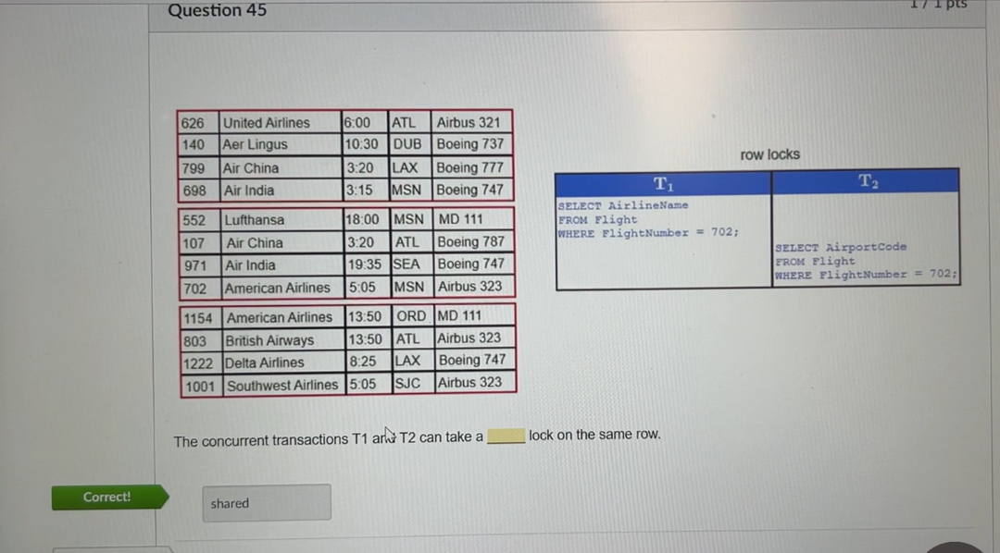 Question 45
1 / 1 pts
626 United Airlines 6:00 ATL Airbus 321
140 Aer Lingus 10:30 DUB Boeing 737
799 Air China 3:20 LAX Boeing 777
698 Air India 3:15 MSN Boeing 747
552 Lufthansa 18:00 MSN MD 111
107 Air China 3:20 ATL Boeing 787
971 Air India 19:35 SEA Boeing 747
702 American Airlines 5:05 MSN Airbus 323
1154 American Airlines 13:50 ORD MD 111
803 British Airways 13:50 ATL Airbus 323
1222 Delta Airlines 8:25 LAX Boeing 747
1001 Southwest Airlines 5:05 SJC Airbus 323
row locks
T1 T2
SELECT AirlineName
FROM Flight
WHERE FlightNumber = 702;
SELECT AirportCode
FROM Flight
WHERE FlightNumber = 702;
The concurrent transactions T1 and T2 can take a lock on the same row.
Correct!
shared